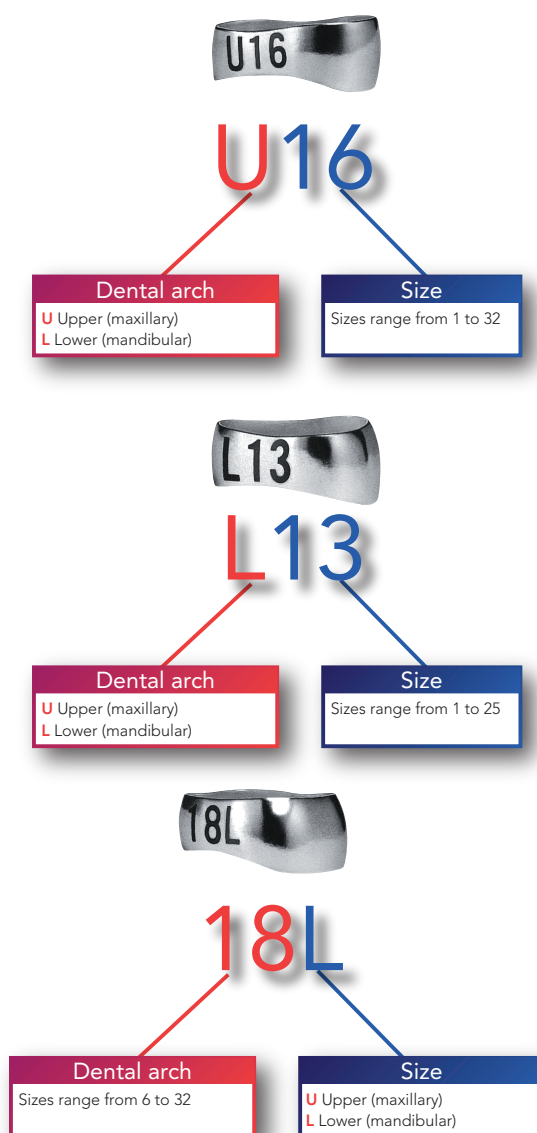 U16
U16
Dental arch
U Upper (maxillary)
L Lower (mandibular)
Size
Sizes range from 1 to 32
L13
L13
Dental arch
U Upper (maxillary)
L Lower (mandibular)
Size
Sizes range from 1 to 25
18L
18L
Dental arch
Sizes range from 6 to 32
Size
U Upper (maxillary)
L Lower (mandibular)